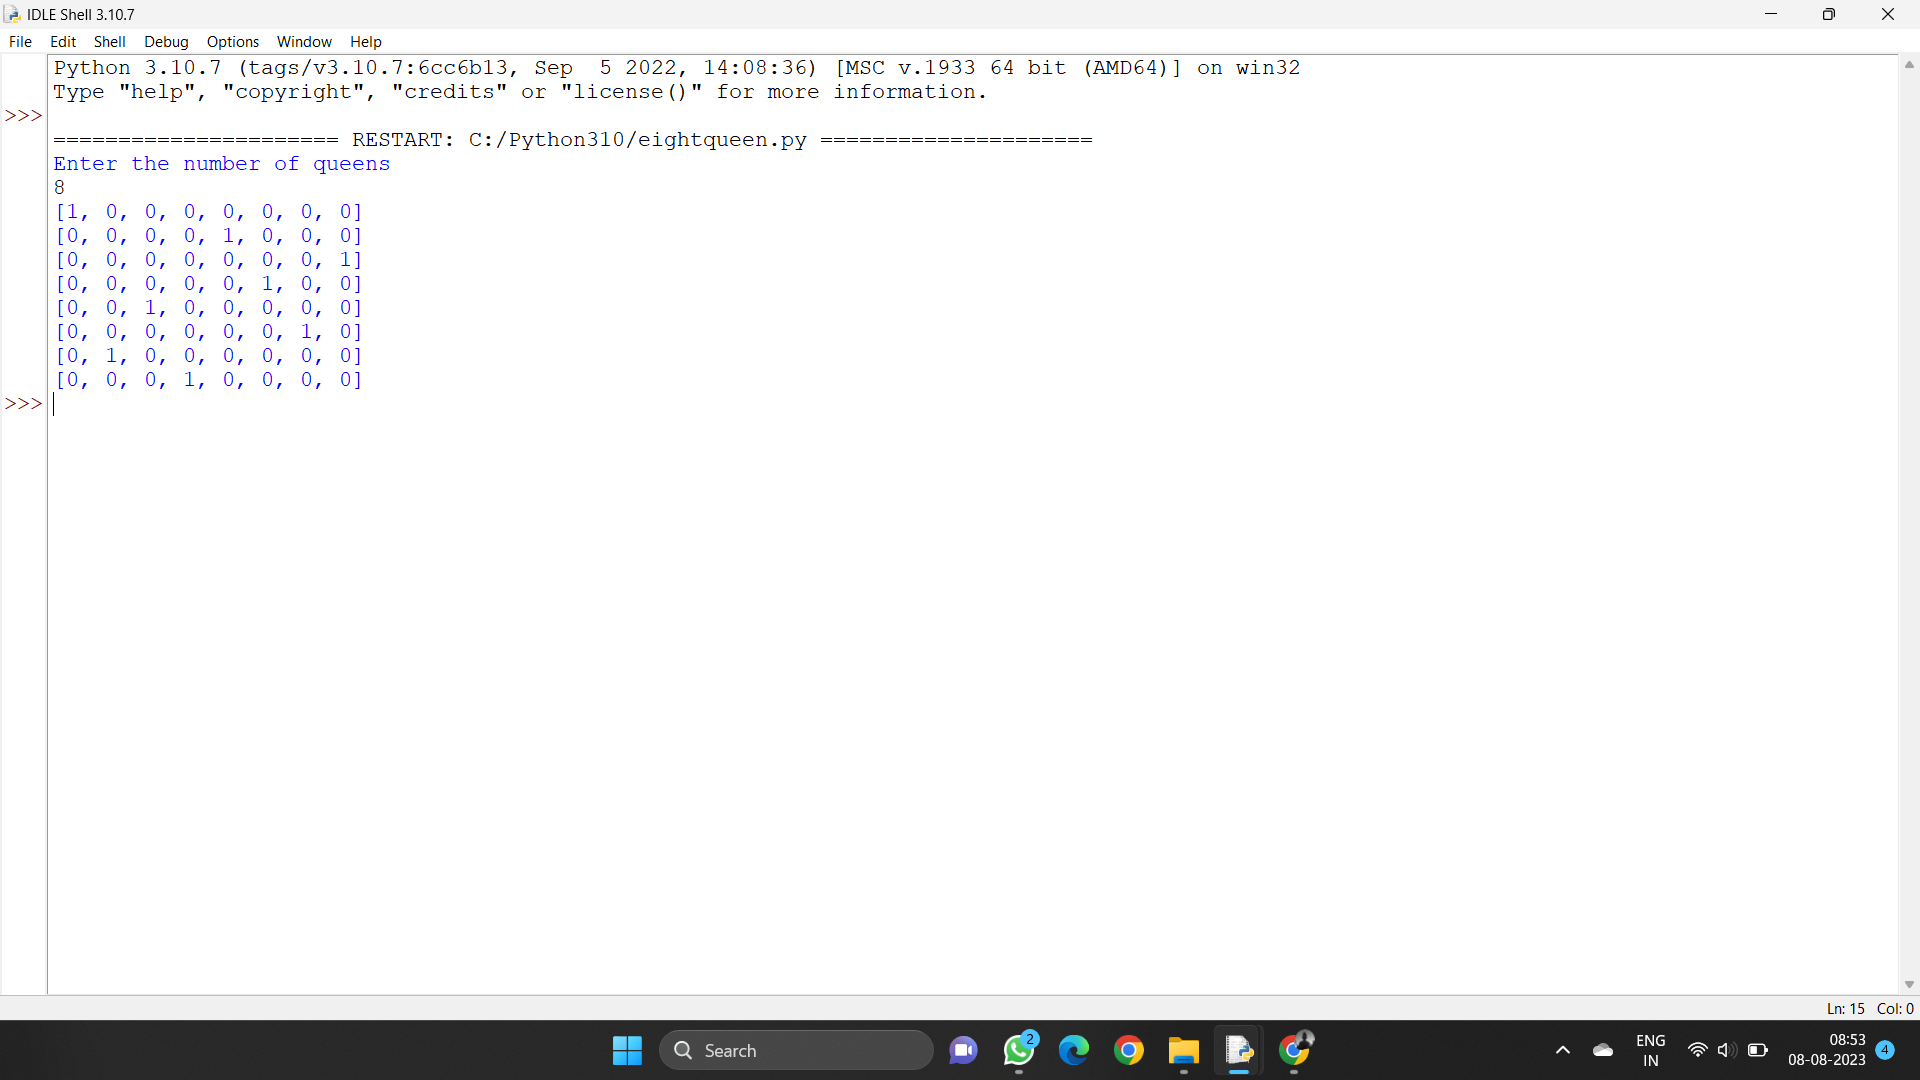 IDLE Shell 3.10.7
File Edit Shell Debug Options Window Help
Python 3.10.7 (tags/v3.10.7:6cc6b13, Sep  5 2022, 14:08:36) [MSC v.1933 64 bit (AMD64)] on win32
Type "help", "copyright", "credits" or "license()" for more information.
>>>
====================== RESTART: C:/Python310/eightqueen.py =====================
Enter the number of queens
8
[1, 0, 0, 0, 0, 0, 0, 0]
[0, 0, 0, 0, 1, 0, 0, 0]
[0, 0, 0, 0, 0, 0, 0, 1]
[0, 0, 0, 0, 0, 1, 0, 0]
[0, 0, 1, 0, 0, 0, 0, 0]
[0, 0, 0, 0, 0, 0, 1, 0]
[0, 1, 0, 0, 0, 0, 0, 0]
[0, 0, 0, 1, 0, 0, 0, 0]
>>>
Ln: 15 Col: 0
Search
2
ENG
IN
08:53
08-08-2023
4